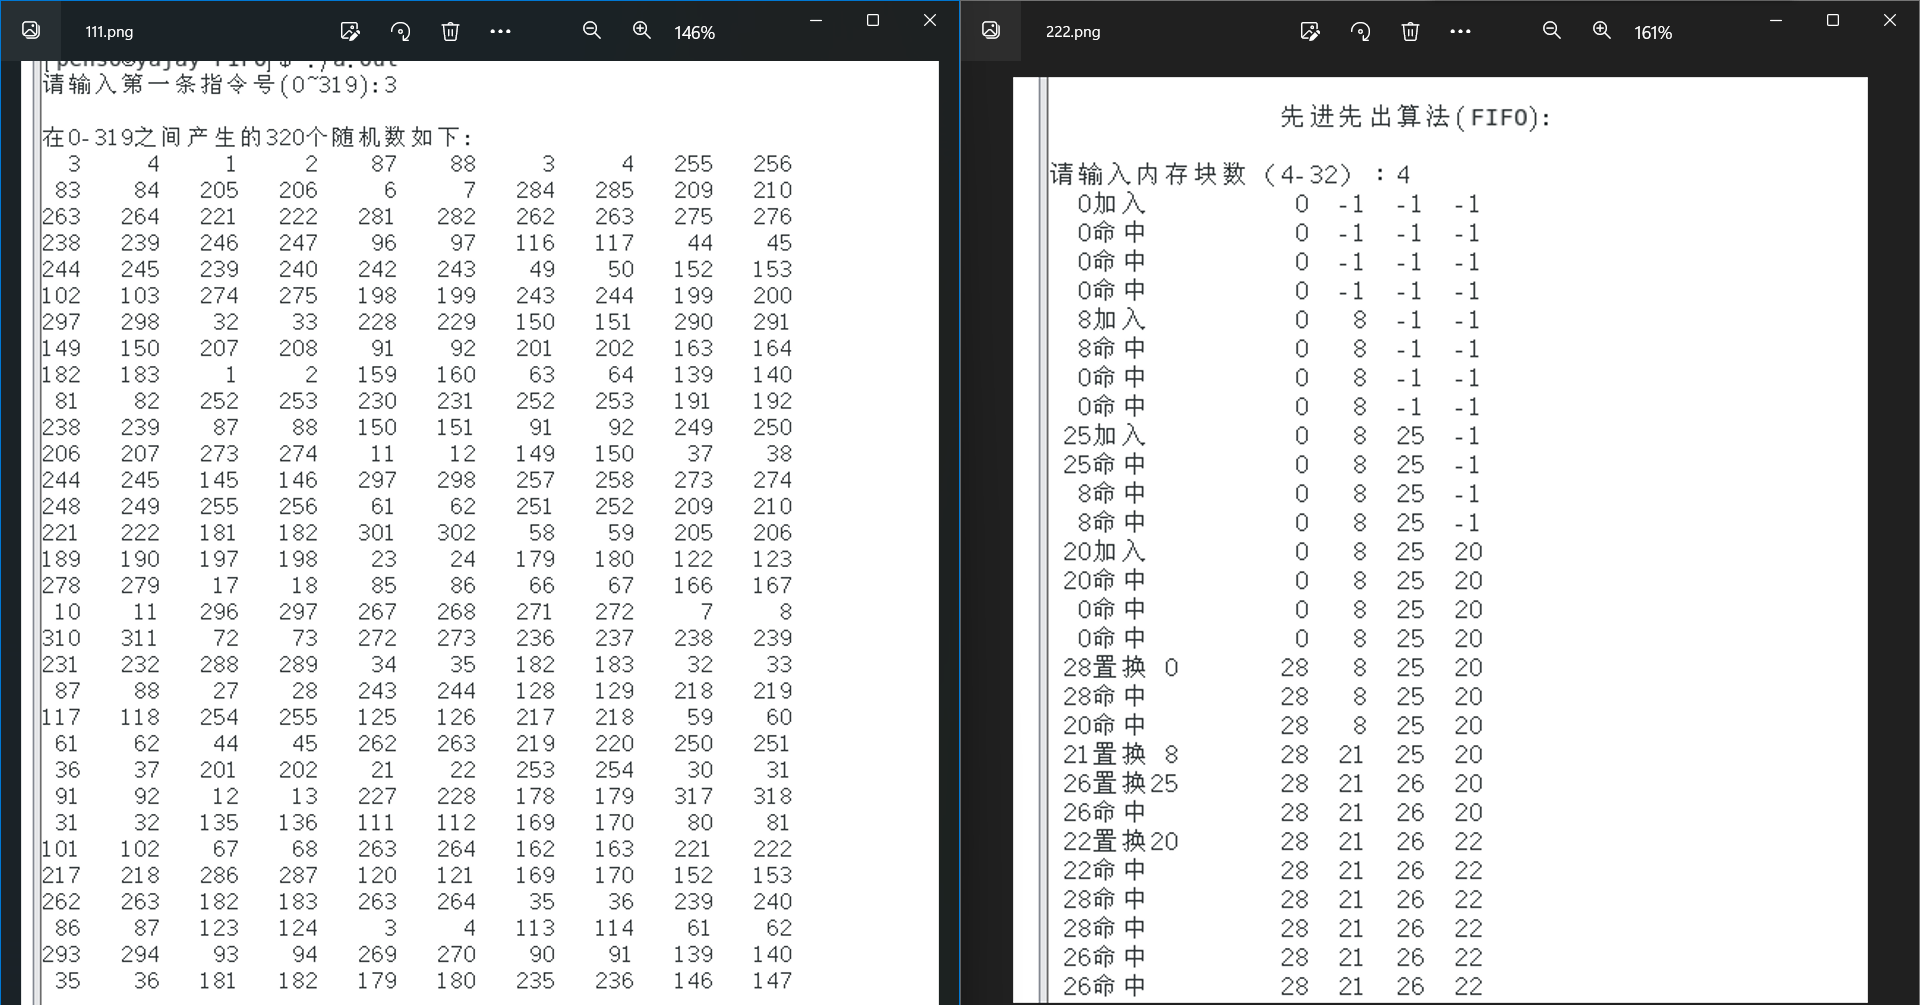 111.png
146%
请输入第一条指令号(0~319):3
在0-319之间产生的320个随机数如下:
3 4 1 2 87 88 3 4 255 256
83 84 205 206 6 7 284 285 209 210
263 264 221 222 281 282 262 263 275 276
238 239 246 247 96 97 116 117 44 45
244 245 239 240 242 243 49 50 152 153
102 103 274 275 198 199 243 244 199 200
297 298 32 33 228 229 150 151 290 291
149 150 207 208 91 92 201 202 163 164
182 183 1 2 159 160 63 64 139 140
81 82 252 253 230 231 252 253 191 192
238 239 87 88 150 151 91 92 249 250
206 207 273 274 11 12 149 150 37 38
244 245 145 146 297 298 257 258 273 274
248 249 255 256 61 62 251 252 209 210
221 222 181 182 301 302 58 59 205 206
189 190 197 198 23 24 179 180 122 123
278 279 17 18 85 86 66 67 166 167
10 11 296 297 267 268 271 272 7 8
310 311 72 73 272 273 236 237 238 239
231 232 288 289 34 35 182 183 32 33
87 88 27 28 243 244 128 129 218 219
117 118 254 255 125 126 217 218 59 60
61 62 44 45 262 263 219 220 250 251
36 37 201 202 21 22 253 254 30 31
91 92 12 13 227 228 178 179 317 318
31 32 135 136 111 112 169 170 80 81
101 102 67 68 263 264 162 163 221 222
217 218 286 287 120 121 169 170 152 153
262 263 182 183 263 264 35 36 239 240
86 87 123 124 3 4 113 114 61 62
293 294 93 94 269 270 90 91 139 140
35 36 181 182 179 180 235 236 146 147
222.png
161%
先进先出算法(FIFO):
请输入内存块数（4-32）:4
0加入 0 -1 -1 -1
0命中 0 -1 -1 -1
0命中 0 -1 -1 -1
0命中 0 -1 -1 -1
8加入 0 8 -1 -1
8命中 0 8 -1 -1
0命中 0 8 -1 -1
0命中 0 8 -1 -1
25加入 0 8 25 -1
25命中 0 8 25 -1
8命中 0 8 25 -1
8命中 0 8 25 -1
20加入 0 8 25 20
20命中 0 8 25 20
0命中 0 8 25 20
0命中 0 8 25 20
28置换 0 28 8 25 20
28命中 28 8 25 20
20命中 28 8 25 20
21置换 8 28 21 25 20
26置换25 28 21 26 20
26命中 28 21 26 20
22置换20 28 21 26 22
22命中 28 21 26 22
28命中 28 21 26 22
28命中 28 21 26 22
26命中 28 21 26 22
26命中 28 21 26 22